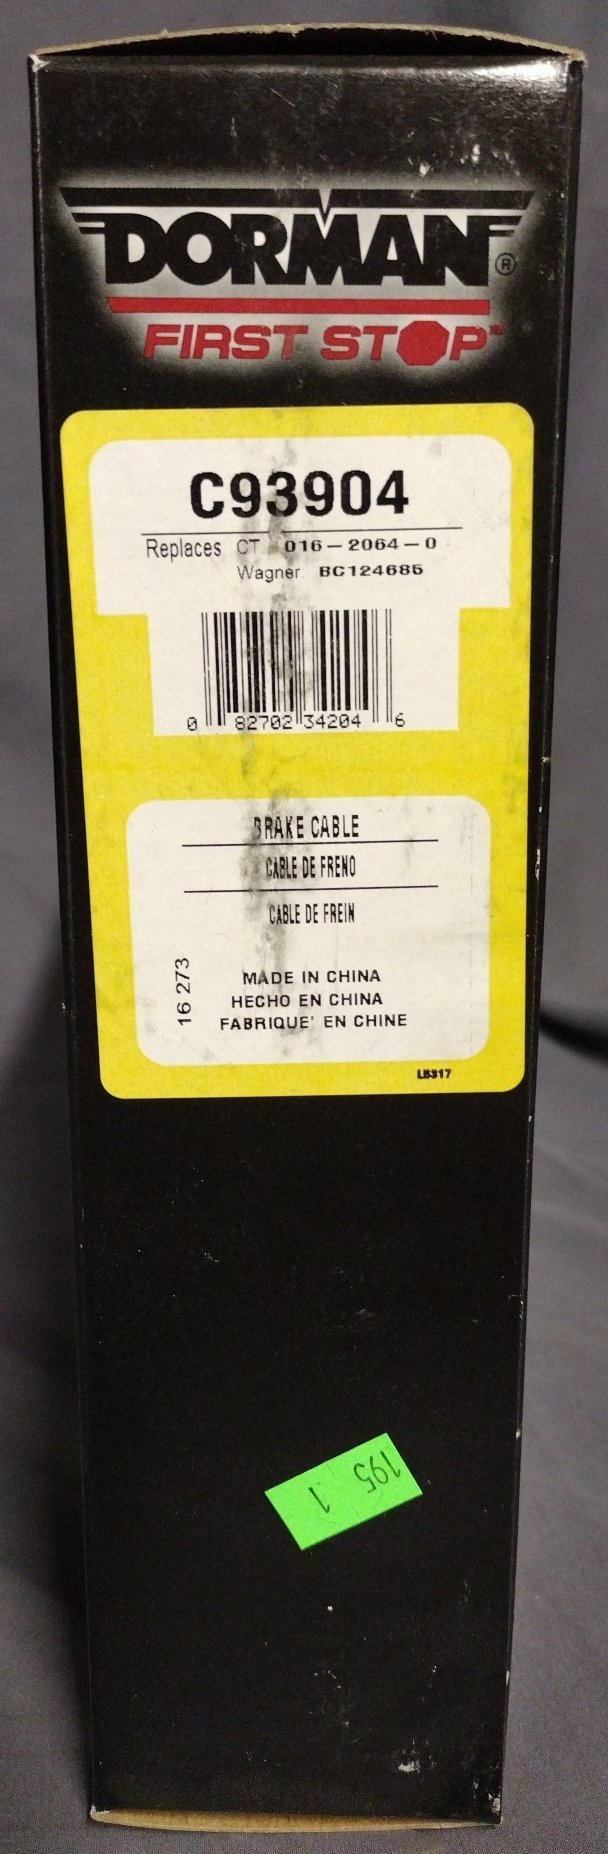 DORMAN®
FIRST STOP™
C93904
Replaces CT 016-2064-0
Wagner BC124685
0 82702 34204 6
BRAKE CABLE
CABLE DE FRENO
CABLE DE FREIN
16 273
MADE IN CHINA
HECHO EN CHINA
FABRIQUE' EN CHINE
LB317
195
1